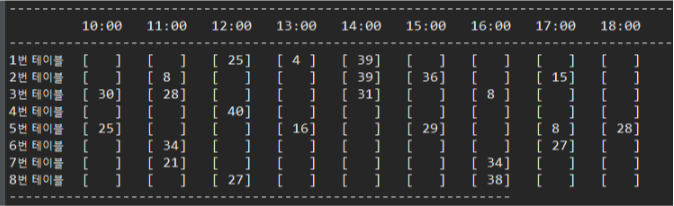 --------------------------------------------------------------------------------
10:00 11:00 12:00 13:00 14:00 15:00 16:00 17:00 18:00
--------------------------------------------------------------------------------
1번 테이블 [ ] [ ] [ 25] [ 4 ] [ 39] [ ] [ ] [ ] [ ]
2번 테이블 [ ] [ 8 ] [ ] [ ] [ 39] [ 36] [ ] [ 15] [ ]
3번 테이블 [ 30] [ 28] [ ] [ ] [ 31] [ ] [ 8 ] [ ] [ ]
4번 테이블 [ ] [ ] [ 40] [ ] [ ] [ ] [ ] [ ] [ ]
5번 테이블 [ 25] [ ] [ ] [ 16] [ ] [ 29] [ ] [ 8 ] [ 28]
6번 테이블 [ ] [ 34] [ ] [ ] [ ] [ ] [ ] [ 27] [ ]
7번 테이블 [ ] [ 21] [ ] [ ] [ ] [ ] [ 34] [ ] [ ]
8번 테이블 [ ] [ ] [ 27] [ ] [ ] [ ] [ 38] [ ] [ ]
------------------------------------------------------------